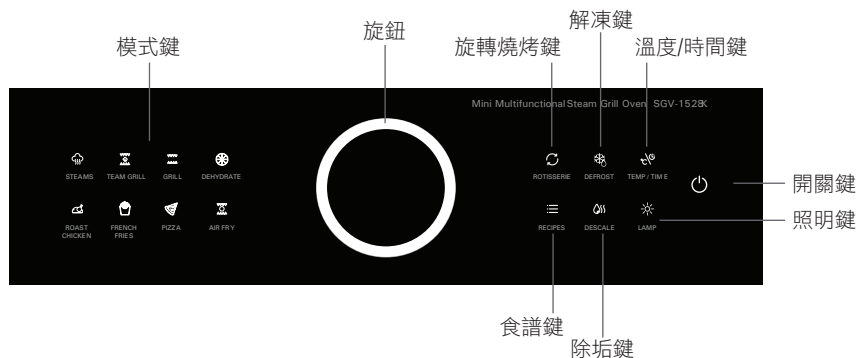 解凍鍵
旋鈕
模式鍵
旋轉燒烤鍵
溫度/時間鍵
Mini Multifunctional Steam Grill Oven SGV-1528K
STEAMS TEAM GRILL GRILL DEHYDRATE
ROTISSERIE DEFROST TEMP / TIME
開關鍵
照明鍵
ROAST CHICKEN
FRENCH FRIES
PIZZA
AIR FRY
RECIPES DESCALE LAMP
食譜鍵
除垢鍵